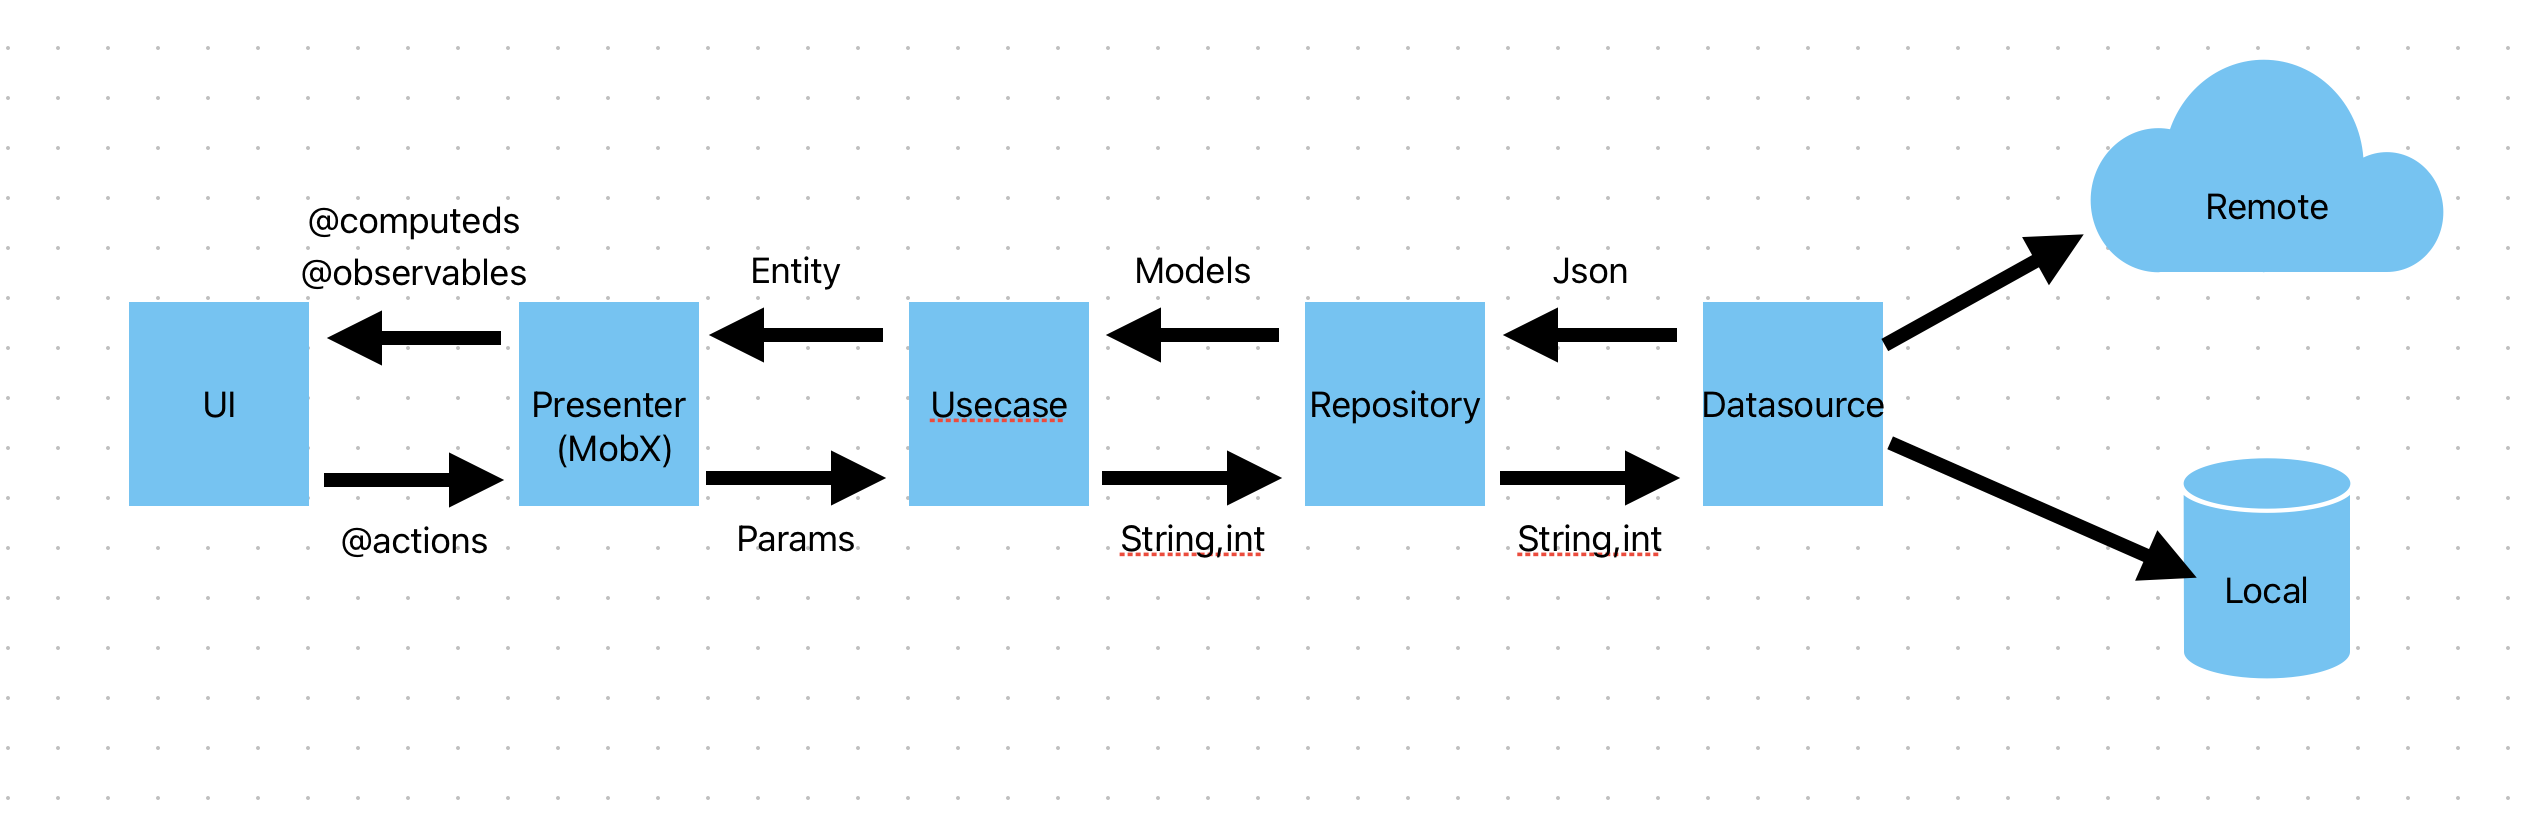 @computeds
@observables
Entity
Models
Json
Remote
UI
Presenter
(MobX)
Usecase
Repository
Datasource
@actions
Params
String,int
String,int
Local